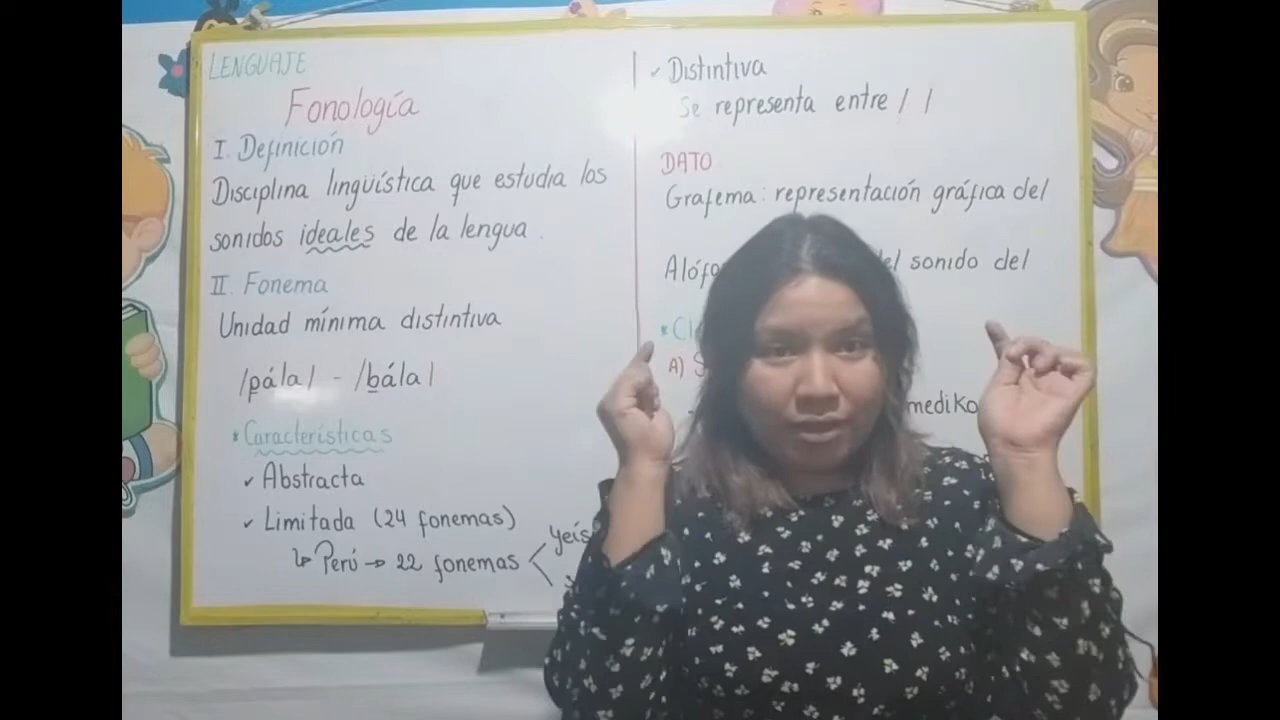 LENGUAJE
Fonología
I. Definición
Disciplina lingüística que estudia los
sonidos ideales de la lengua.
II. Fonema
Unidad mínima distintiva
/pála/ - /bála/
* Características
✓ Abstracta
✓ Limitada (24 fonemas)
↳ Perú → 22 fonemas
✓ Distintiva
Se representa entre / /
DATO
Grafema: representación gráfica del
sonido del
A)
mediko